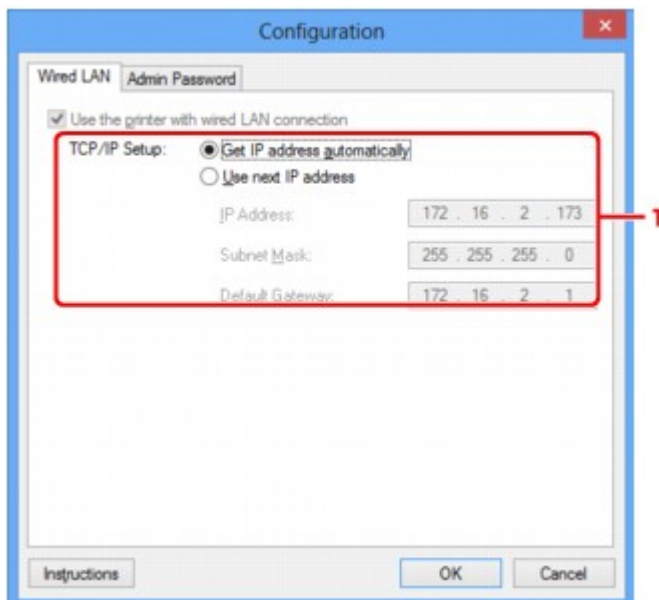 Configuration
Wired LAN
Admin Password
Use the printer with wired LAN connection
TCP/IP Setup:
Get IP address automatically
Use next IP address
IP Address:
172 . 16 . 2 . 173
1
Subnet Mask:
255 . 255 . 255 . 0
Default Gateway:
172 . 16 . 2 . 1
Instructions
OK
Cancel